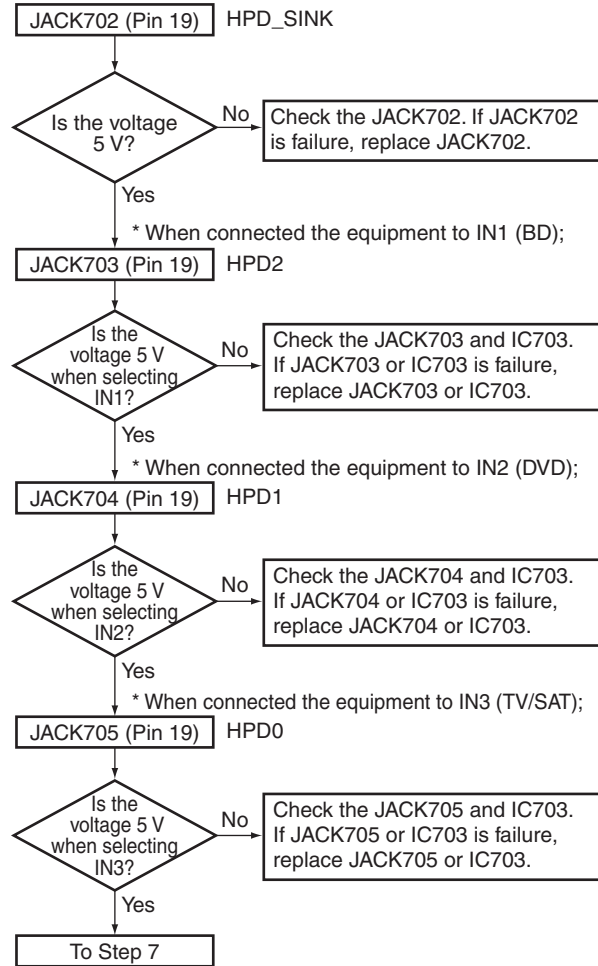 JACK702 (Pin 19) HPD_SINK
Is the voltage
5 V?
No
Check the JACK702. If JACK702
is failure, replace JACK702.
Yes
* When connected the equipment to IN1 (BD);
JACK703 (Pin 19) HPD2
Is the
voltage 5 V
when selecting
IN1?
No
Check the JACK703 and IC703.
If JACK703 or IC703 is failure,
replace JACK703 or IC703.
Yes
* When connected the equipment to IN2 (DVD);
JACK704 (Pin 19) HPD1
Is the
voltage 5 V
when selecting
IN2?
No
Check the JACK704 and IC703.
If JACK704 or IC703 is failure,
replace JACK704 or IC703.
Yes
* When connected the equipment to IN3 (TV/SAT);
JACK705 (Pin 19) HPD0
Is the
voltage 5 V
when selecting
IN3?
No
Check the JACK705 and IC703.
If JACK705 or IC703 is failure,
replace JACK705 or IC703.
Yes
To Step 7